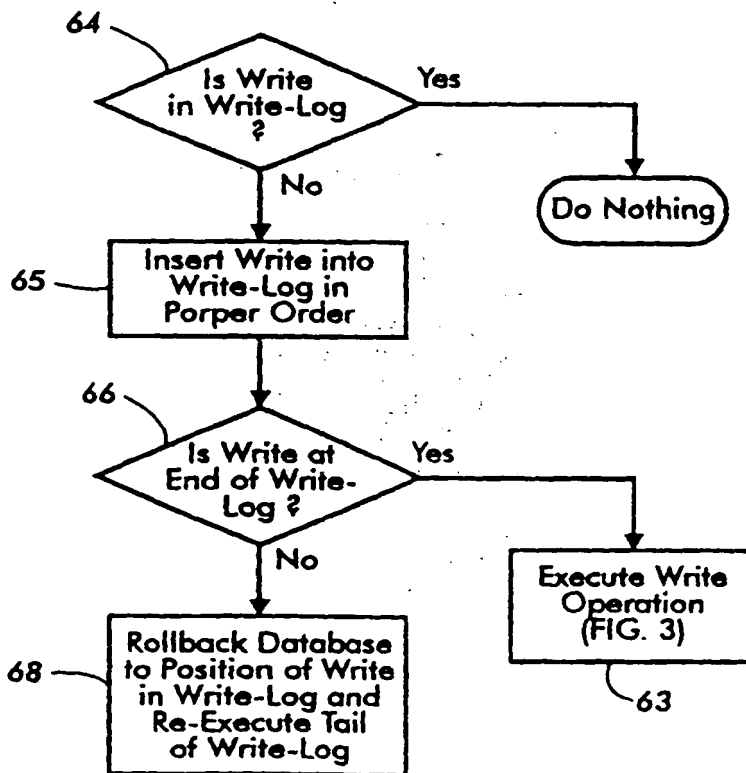 64
Is Write
in Write-Log
?
Yes
No
Do Nothing
65
Insert Write into
Write-Log in
Porper Order
66
Is Write at
End of Write-
Log ?
Yes
No
Execute Write
Operation
(FIG. 3)
63
68
Rollback Database
to Position of Write
in Write-Log and
Re-Execute Tail
of Write-Log